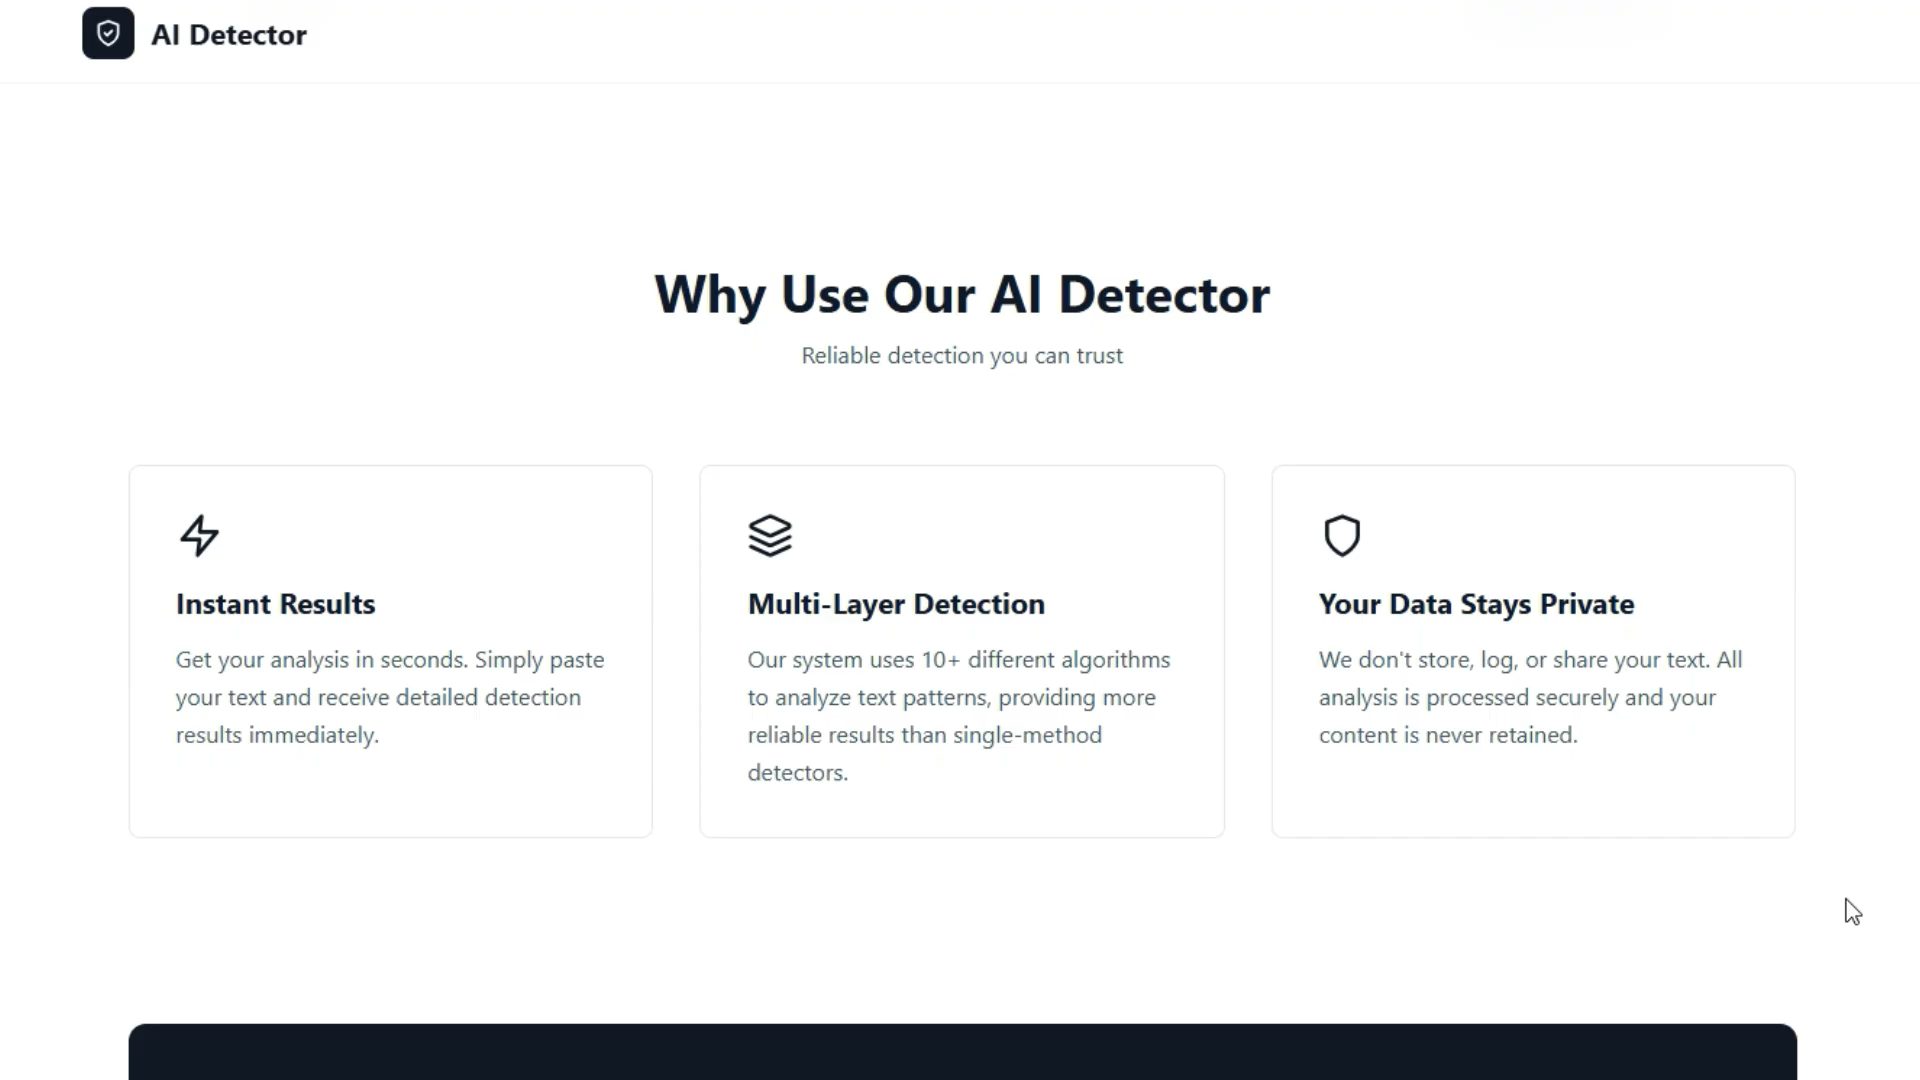 AI Detector
Why Use Our AI Detector
Reliable detection you can trust
Instant Results
Get your analysis in seconds. Simply paste
your text and receive detailed detection
results immediately.
Multi-Layer Detection
Our system uses 10+ different algorithms
to analyze text patterns, providing more
reliable results than single-method
detectors.
Your Data Stays Private
We don't store, log, or share your text. All
analysis is processed securely and your
content is never retained.